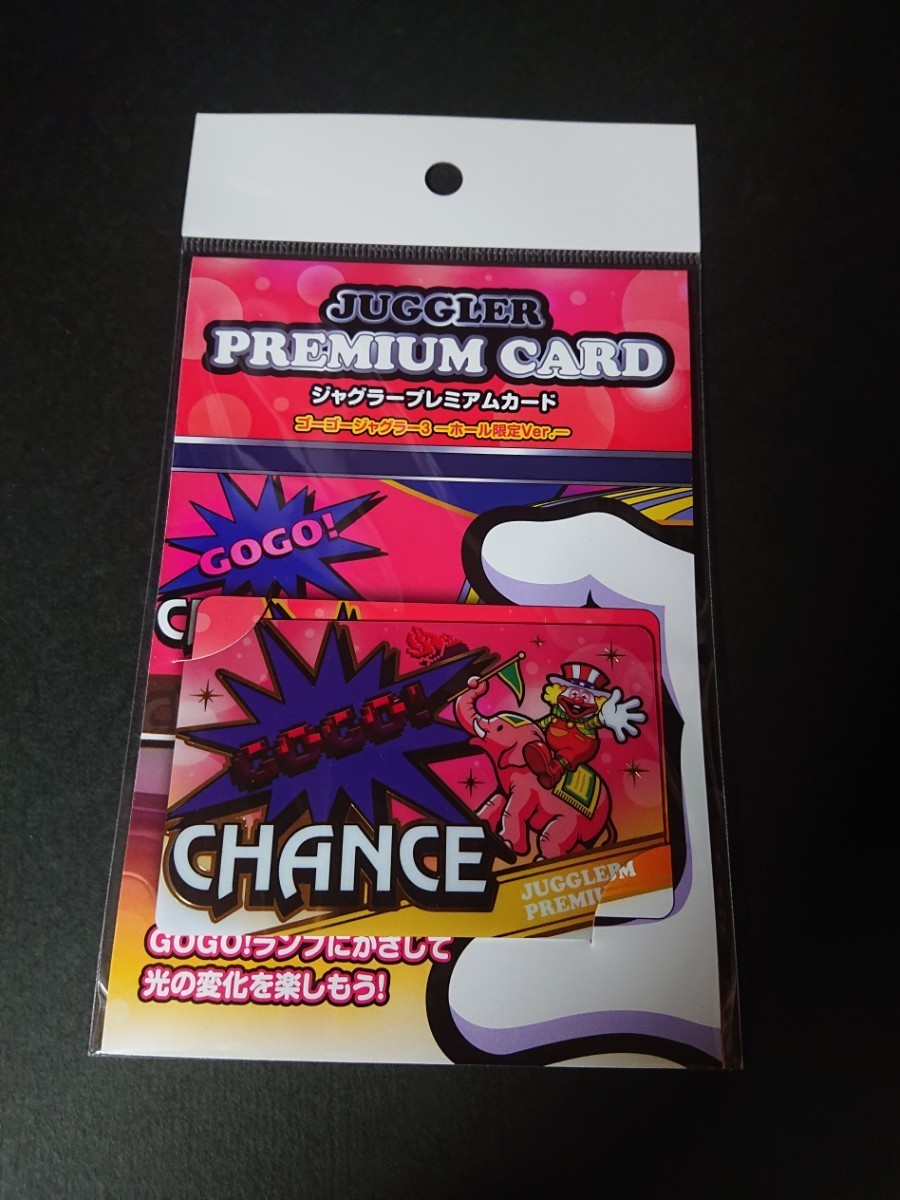 JUGGLER
PREMIUM CARD
ジャグラープレミアムカード
ゴーゴージャグラー3 ーホール限定Ver.ー
GOGO!
C
GOGO!
CHANCE
JUGGLER
PREMIU
GOGO!ランプにかざして
光の変化を楽しもう!